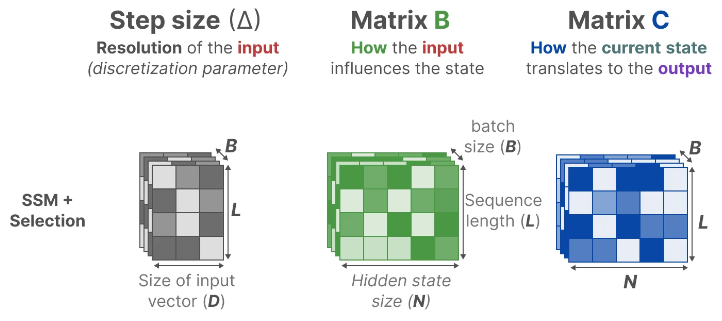 Step size (Δ)
Resolution of the input
(discretization parameter)
Matrix B
How the input
influences the state
Matrix C
How the current state
translates to the output
SSM +
Selection
B
L
Size of input
vector (D)
batch
size (B)
Sequence
length (L)
Hidden state
size (N)
B
L
N